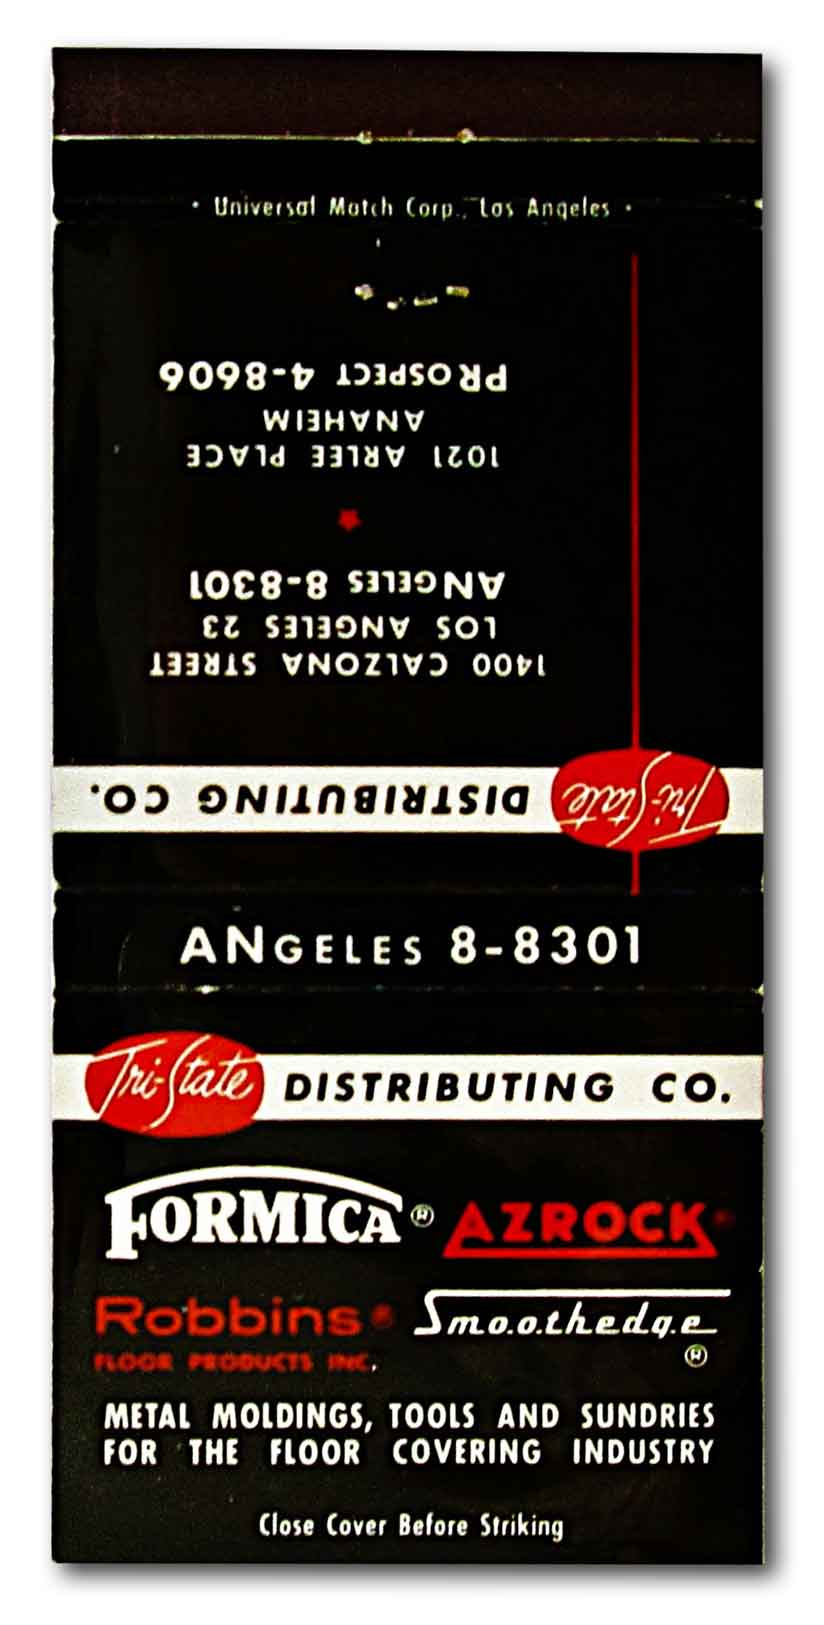 • Universal Match Corp., Los Angeles •
Tri-State DISTRIBUTING CO.
1400 CALZONA STREET
LOS ANGELES 23
ANGELES 8-8301
1021 ARLEE PLACE
ANAHEIM
PROSPECT 4-8606
ANGELES 8-8301
Tri-State DISTRIBUTING CO.
FORMICA® AZROCK®
Robbins® Smoothedge®
FLOOR PRODUCTS INC.
METAL MOLDINGS, TOOLS AND SUNDRIES
FOR THE FLOOR COVERING INDUSTRY
Close Cover Before Striking